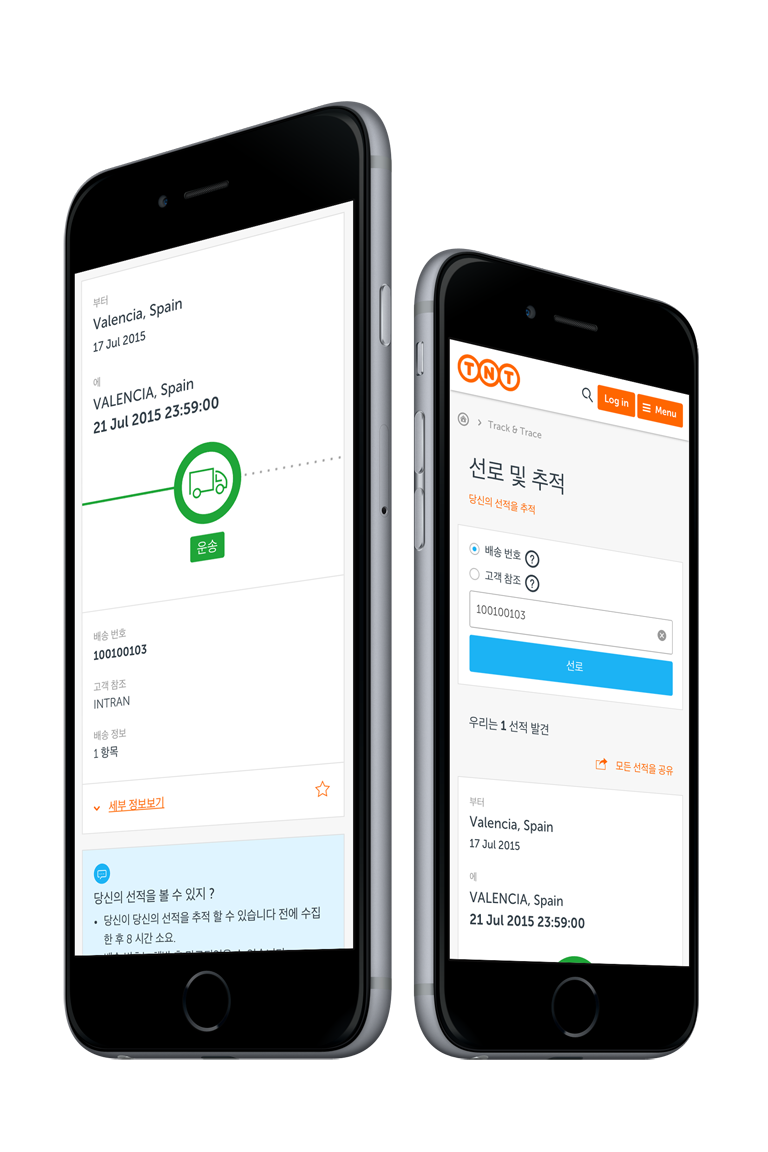 부터
Valencia, Spain
17 Jul 2015
에
VALENCIA, Spain
21 Jul 2015 23:59:00
운송
배송 번호
100100103
고객 참조
INTRAN
배송 정보
1 항목
세부 정보보기
당신의 선적을 볼 수 있지 ?
• 당신이 당신의 선적을 추적 할 수 있습니다 전에 수집
한 후 8 시간 소요.
TNT
Log in
Menu
> Track & Trace
선로 및 추적
당신의 선적을 추적
배송 번호 ?
고객 참조 ?
100100103
선로
우리는 1 선적 발견
모든 선적을 공유
부터
Valencia, Spain
17 Jul 2015
에
VALENCIA, Spain
21 Jul 2015 23:59:00